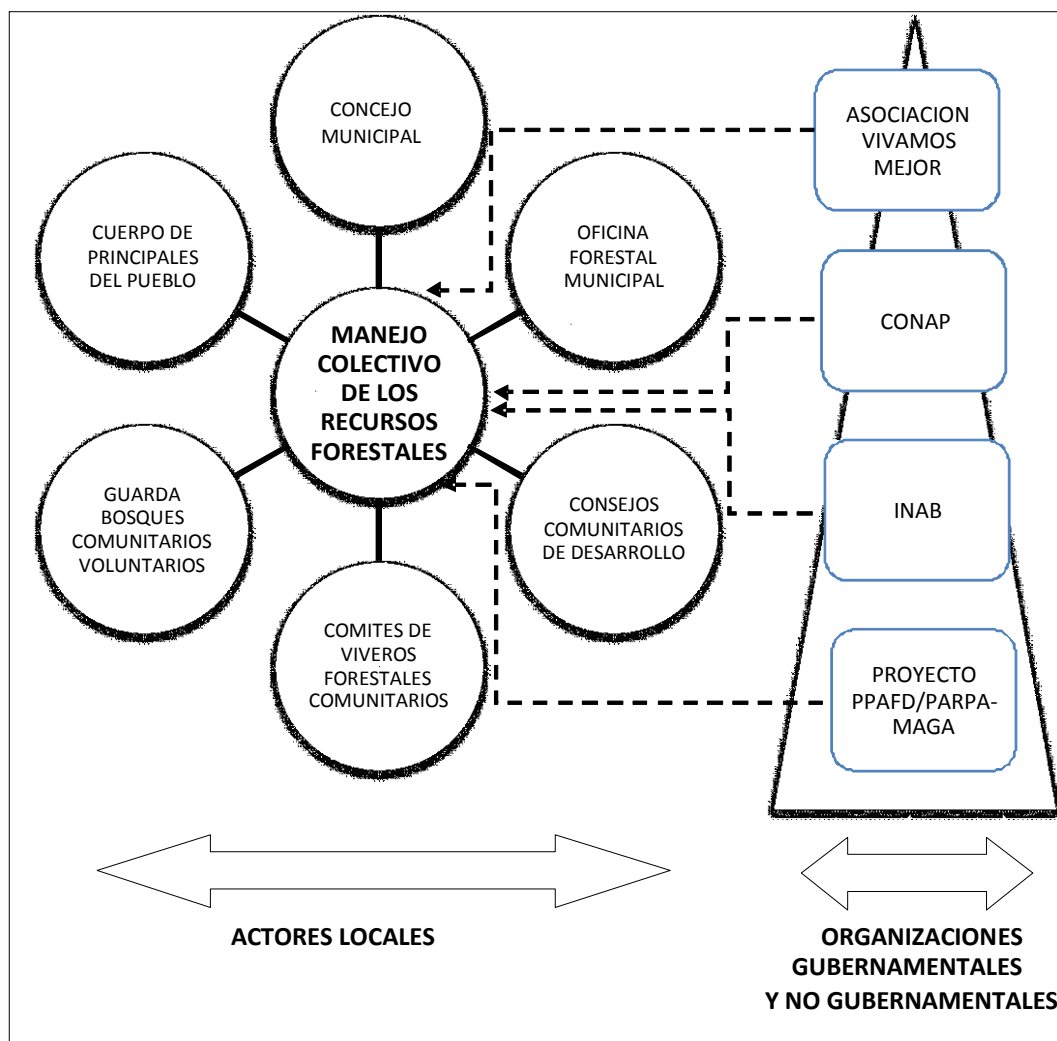 CONCEJO
MUNICIPAL
CUERPO DE
PRINCIPALES
DEL PUEBLO
OFICINA
FORESTAL
MUNICIPAL
MANEJO
COLECTIVO
DE LOS
RECURSOS
FORESTALES
GUARDA
BOSQUES
COMUNITARIOS
VOLUNTARIOS
CONSEJOS
COMUNITARIOS
DE DESARROLLO
COMITES DE
VIVEROS
FORESTALES
COMUNITARIOS
ASOCIACION
VIVAMOS
MEJOR
CONAP
INAB
PROYECTO
PPAFD/PARPA-
MAGA
ACTORES LOCALES
ORGANIZACIONES
GUBERNAMENTALES
Y NO GUBERNAMENTALES